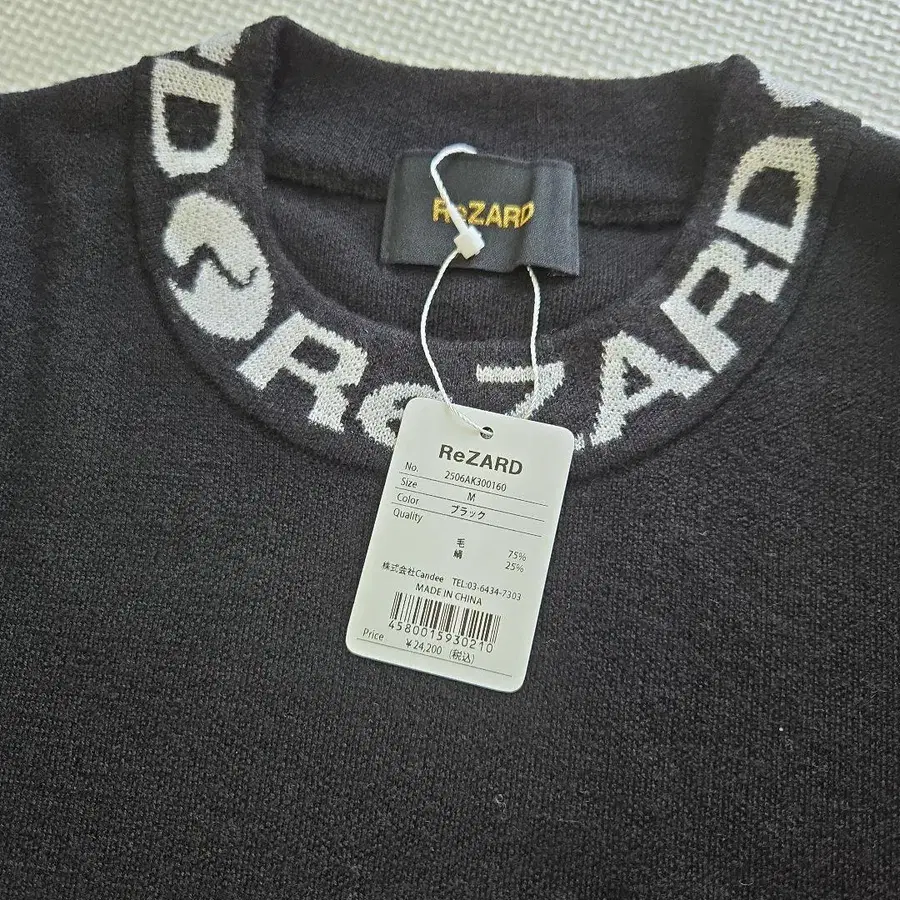 ReZARD
ReZARD
ReZARD
No. 2506AK300160
Size M
Color ブラック
Quality
毛 75%
絹 25%
株式会社Candee TEL:03-6434-7303
MADE IN CHINA
4580015930210
Price ¥24,200 (税込)